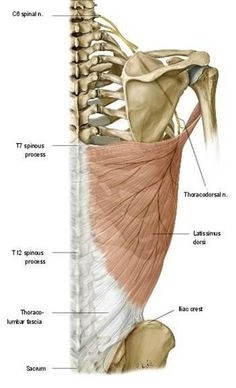 C6 spinal n.
T7 spinous
process
Thoracodorsal n.
Latissimus
dorsi
T12 spinous
process
Iliac crest
Thoraco-
lumbar fascia
Sacrum